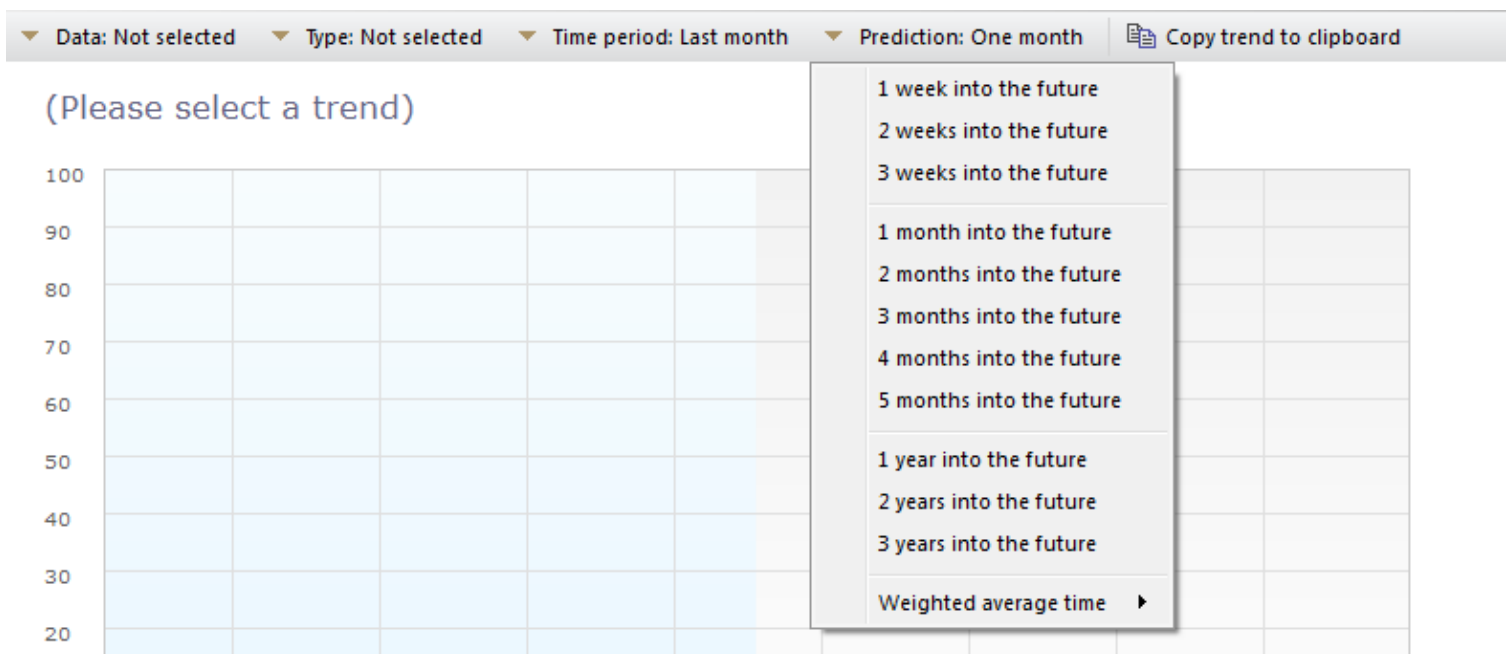 Data: Not selected Type: Not selected Time period: Last month Prediction: One month Copy trend to clipboard
(Please select a trend)
1 week into the future
2 weeks into the future
3 weeks into the future
1 month into the future
2 months into the future
3 months into the future
4 months into the future
5 months into the future
1 year into the future
2 years into the future
3 years into the future
Weighted average time
100
90
80
70
60
50
40
30
20